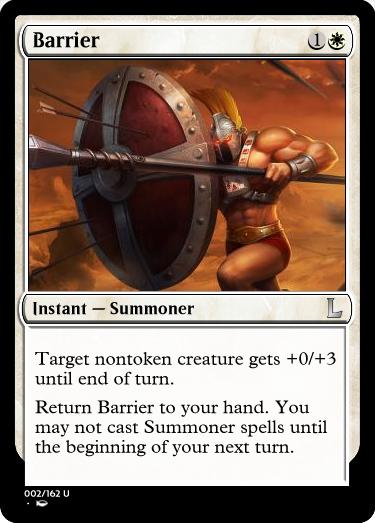 Barrier 1
Instant — Summoner L
Target nontoken creature gets +0/+3
until end of turn.
Return Barrier to your hand. You
may not cast Summoner spells until
the beginning of your next turn.
002/162 U